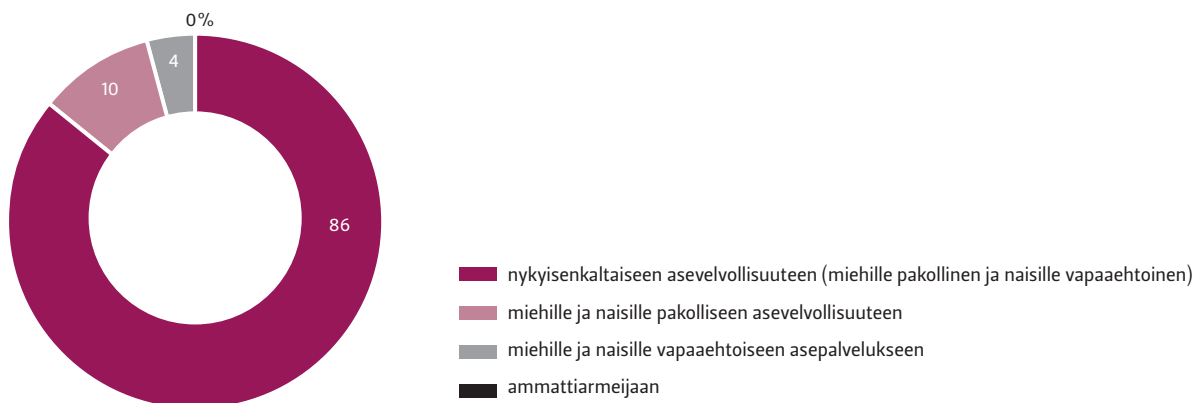 0%
4
10
86
nykyisenkaltaiseen asevelvollisuuteen (miehille pakollinen ja naisille vapaaehtoinen)
miehille ja naisille pakolliseen asevelvollisuuteen
miehille ja naisille vapaaehtoiseen asepalvelukseen
ammattiarmeijaan